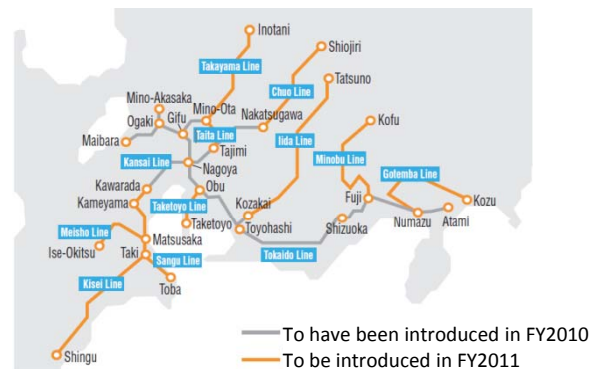 Inotani
Shiojiri
Takayama Line
Tatsuno
Chuo Line
Mino-Akasaka
Mino-Ota
Ogaki
Gifu
Nakatsugawa
Iida Line
Kofu
Taita Line
Maibara
Tajimi
Minobu Line
Kansai Line
Gotemba Line
Nagoya
Kawarada
Obu
Kozakai
Fuji
Kozu
Kameyama
Taketoyo Line
Numazu
Atami
Taketoyo
Toyohashi
Shizuoka
Meisho Line
Matsusaka
Ise-Okitsu
Taki
Sangu Line
Tokaido Line
Toba
Kisei Line
Shingu
To have been introduced in FY2010
To be introduced in FY2011